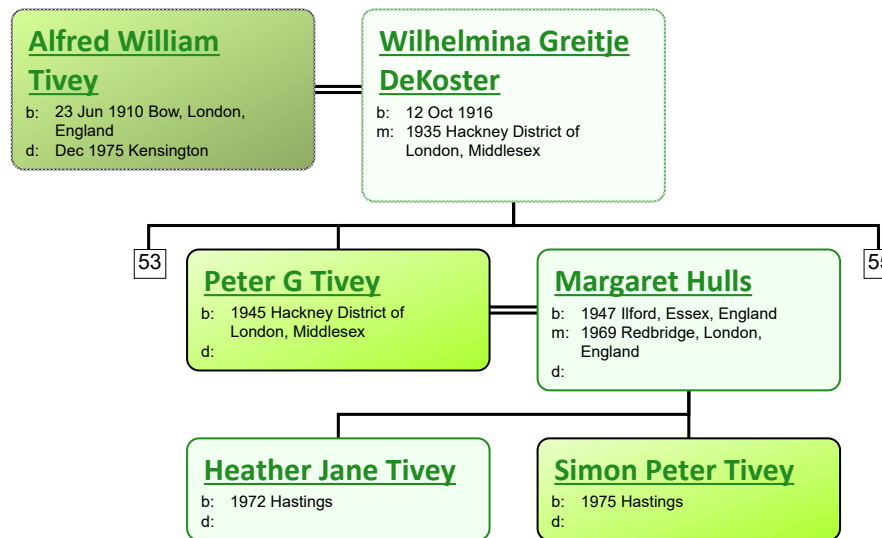 Alfred William
Tivey
b: 23 Jun 1910 Bow, London,
England
d: Dec 1975 Kensington
Wilhelmina Greitje
DeKoster
b: 12 Oct 1916
m: 1935 Hackney District of
London, Middlesex
53
Peter G Tivey
b: 1945 Hackney District of
London, Middlesex
d:
Margaret Hulls
b: 1947 Ilford, Essex, England
m: 1969 Redbridge, London,
England
d:
Heather Jane Tivey
b: 1972 Hastings
d:
Simon Peter Tivey
b: 1975 Hastings
d: